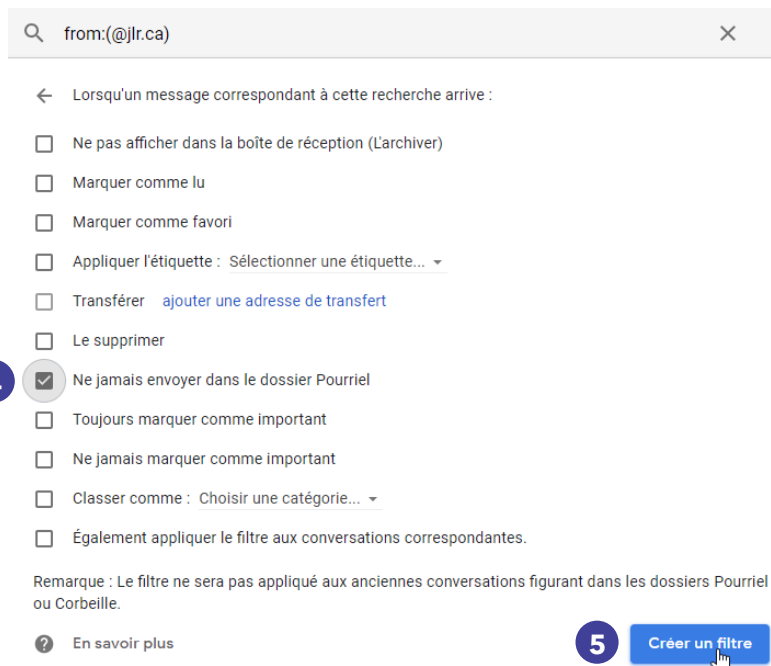 from:(@jlr.ca)
Lorsqu'un message correspondant à cette recherche arrive :
Ne pas afficher dans la boîte de réception (L'archiver)
Marquer comme lu
Marquer comme favori
Appliquer l'étiquette : Sélectionner une étiquette...
Transférer ajouter une adresse de transfert
Le supprimer
Ne jamais envoyer dans le dossier Pourriel
Toujours marquer comme important
Ne jamais marquer comme important
Classer comme : Choisir une catégorie...
Également appliquer le filtre aux conversations correspondantes.
Remarque : Le filtre ne sera pas appliqué aux anciennes conversations figurant dans les dossiers Pourriel
ou Corbeille.
? En savoir plus 5 Créer un filtre